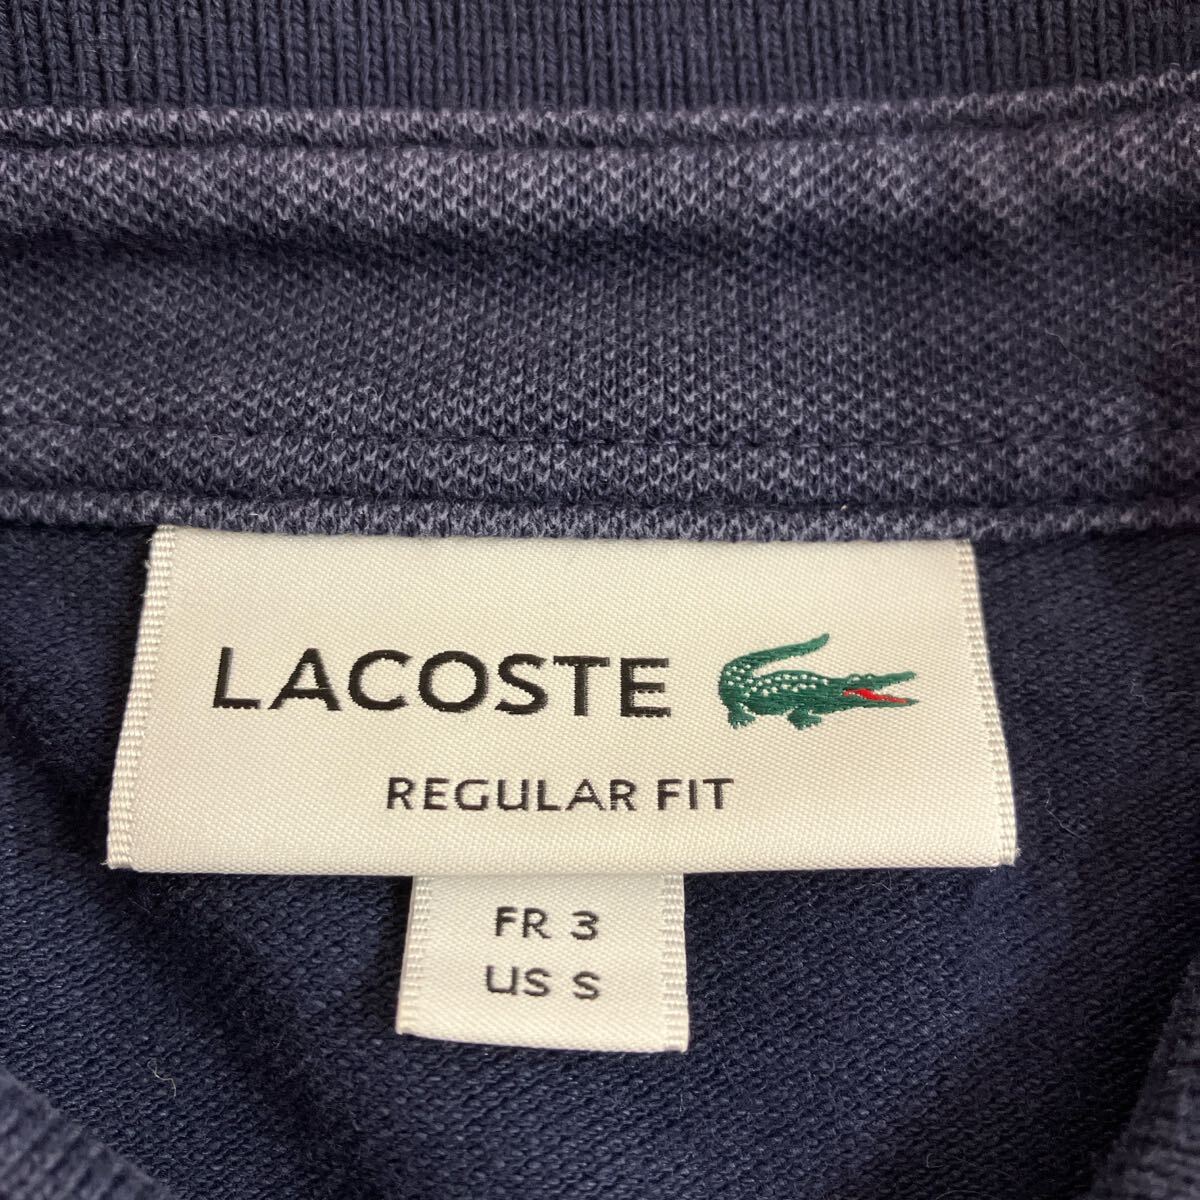 LACOSTE
REGULAR FIT
FR 3
US S